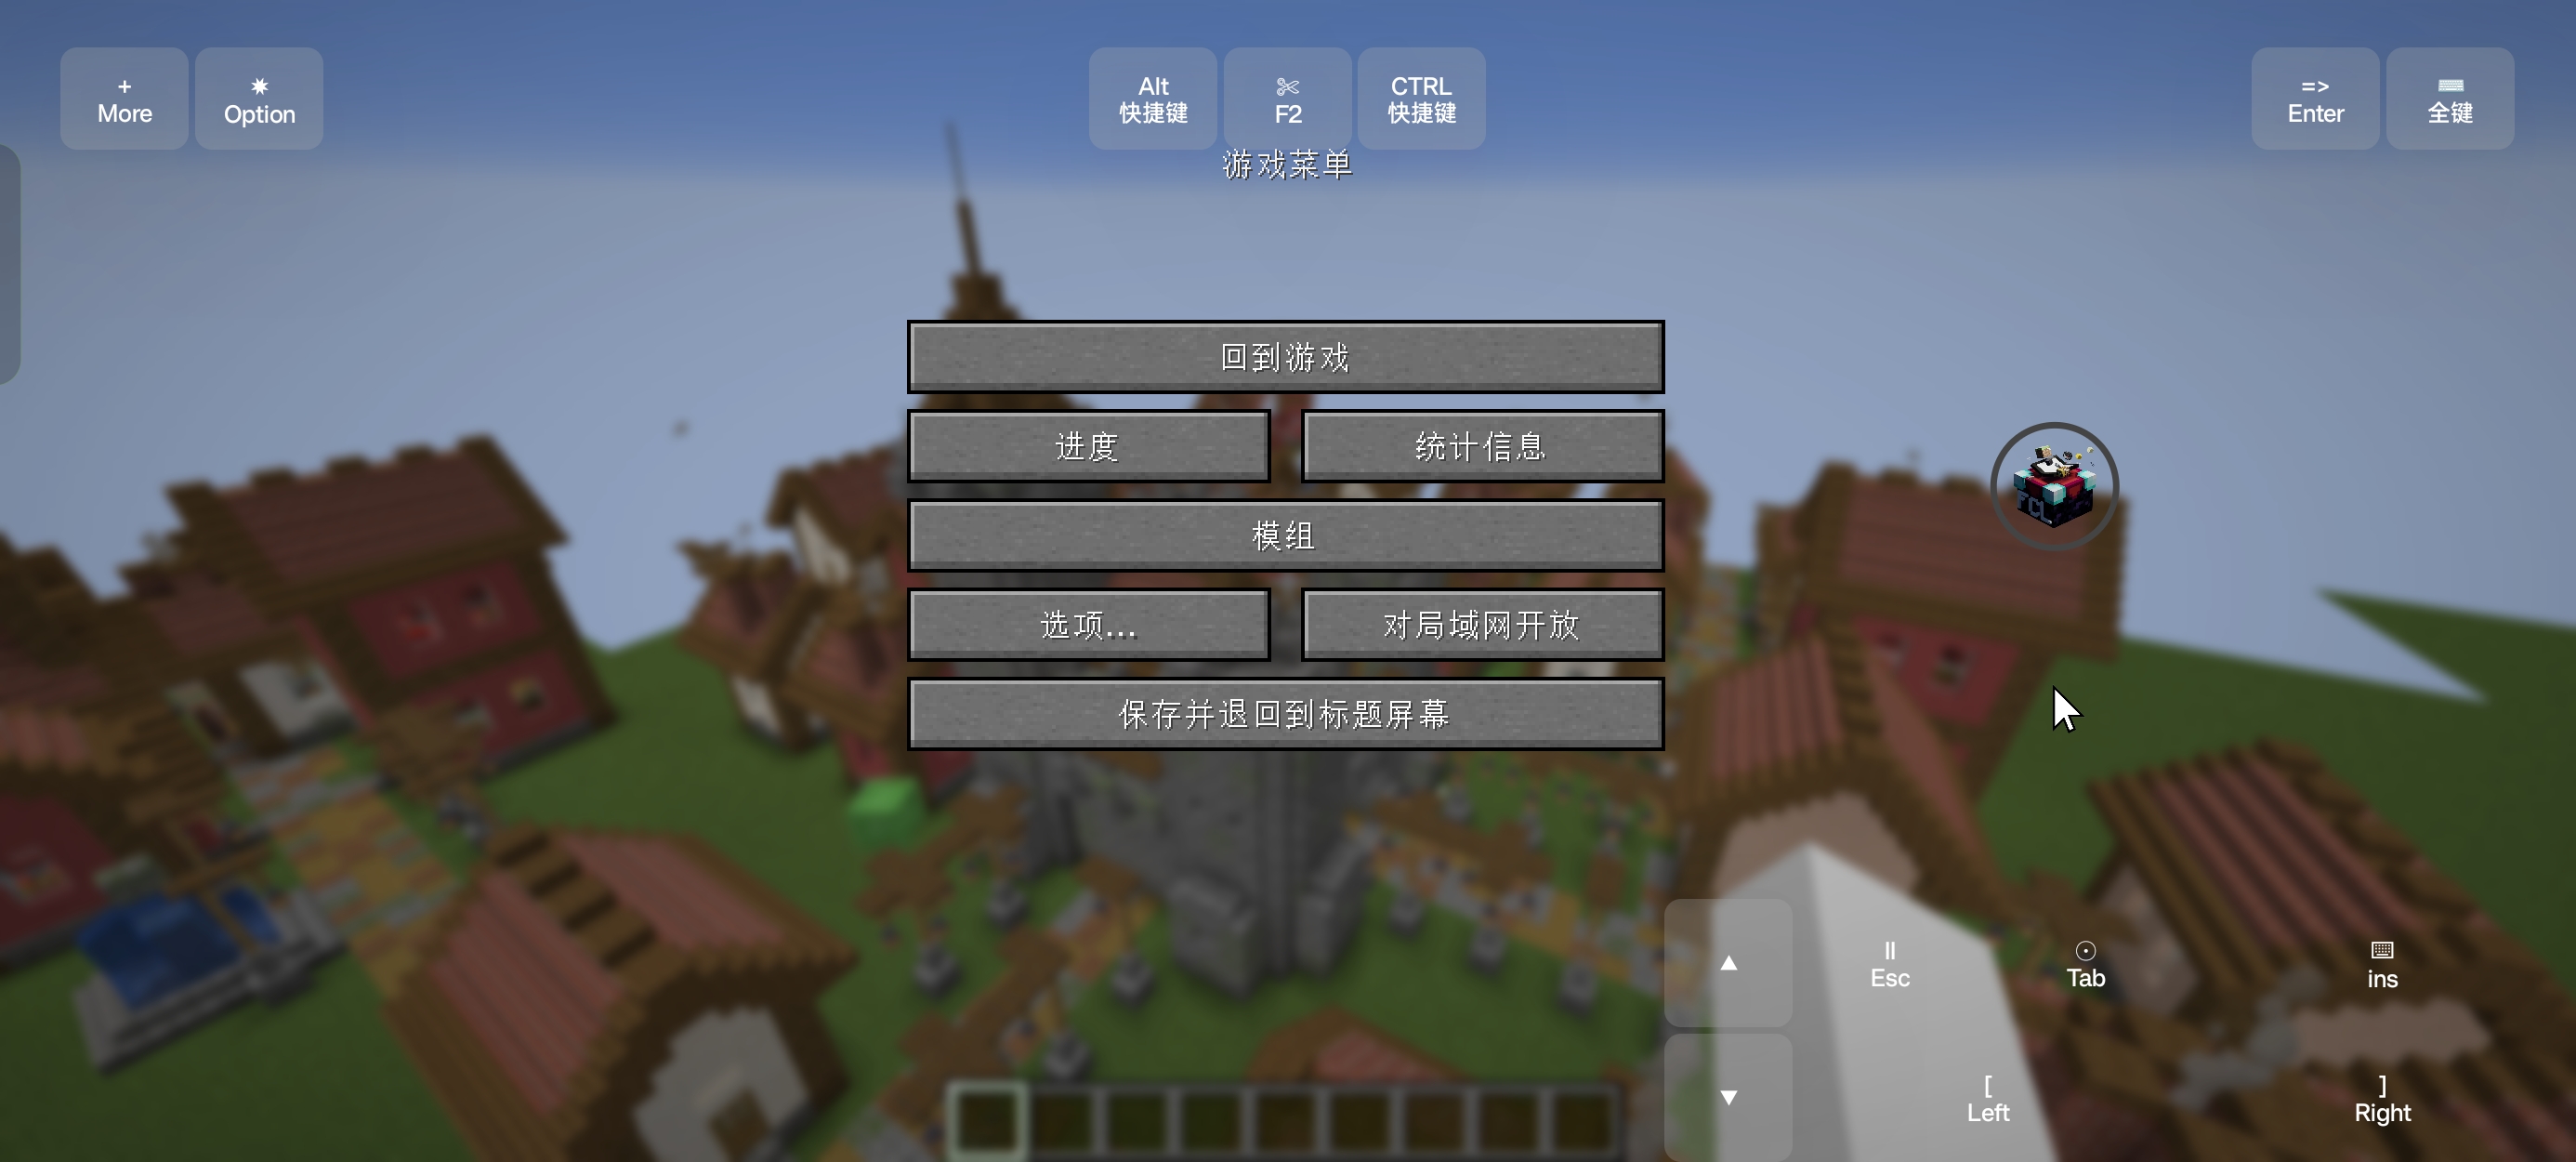 +
More
✷
Option
Alt
快捷键
✄
F2
CTRL
快捷键
=>
Enter
⌨
全键
游戏菜单
回到游戏
进度
统计信息
模组
FCL
选项...
对局域网开放
保存并退回到标题屏幕
▲
II
Esc
⊙
Tab
⌨
ins
▼
[
Left
]
Right